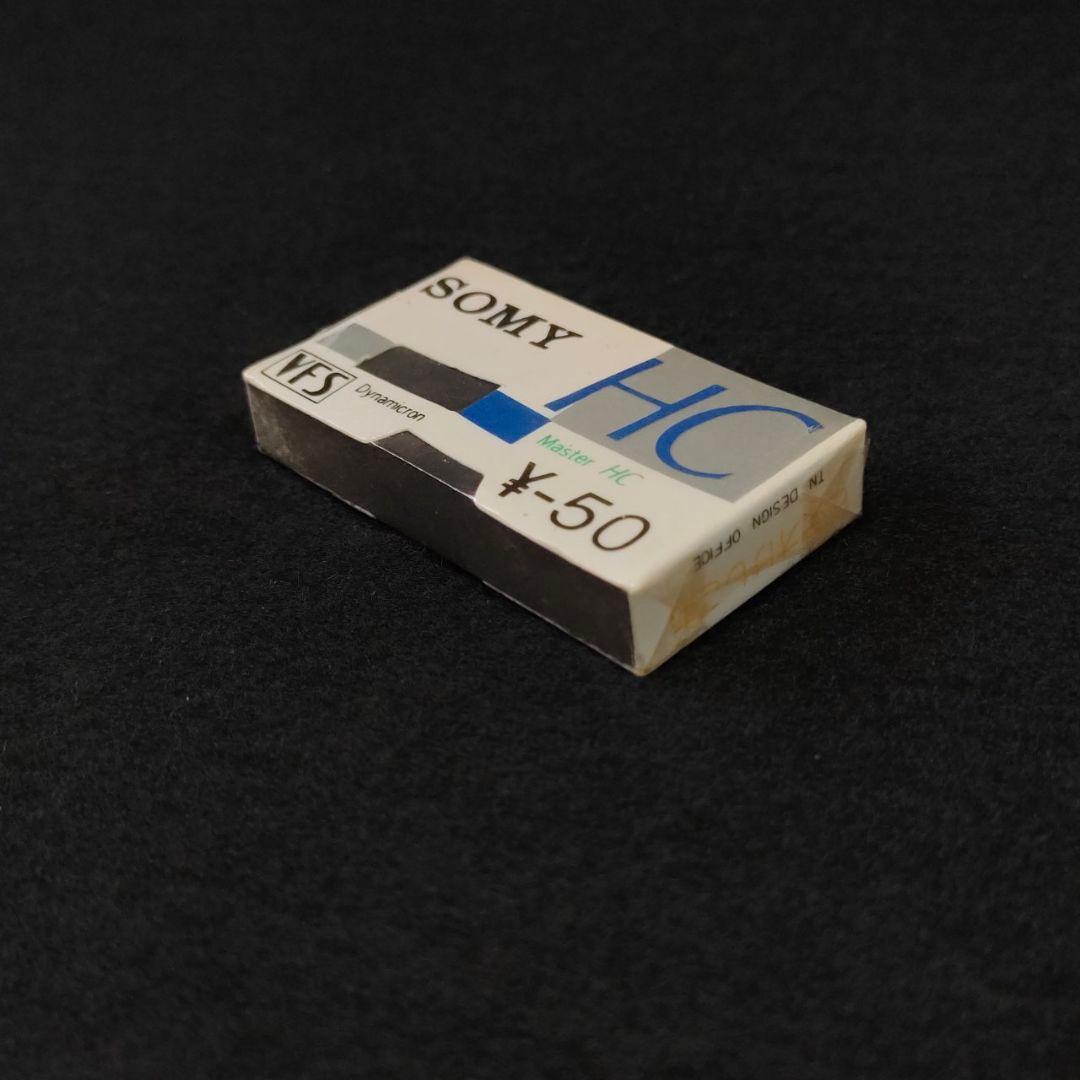 SOMY
HC
VFS
Dynamicron
Master HC
¥-50
TN DESIGN OFFICE